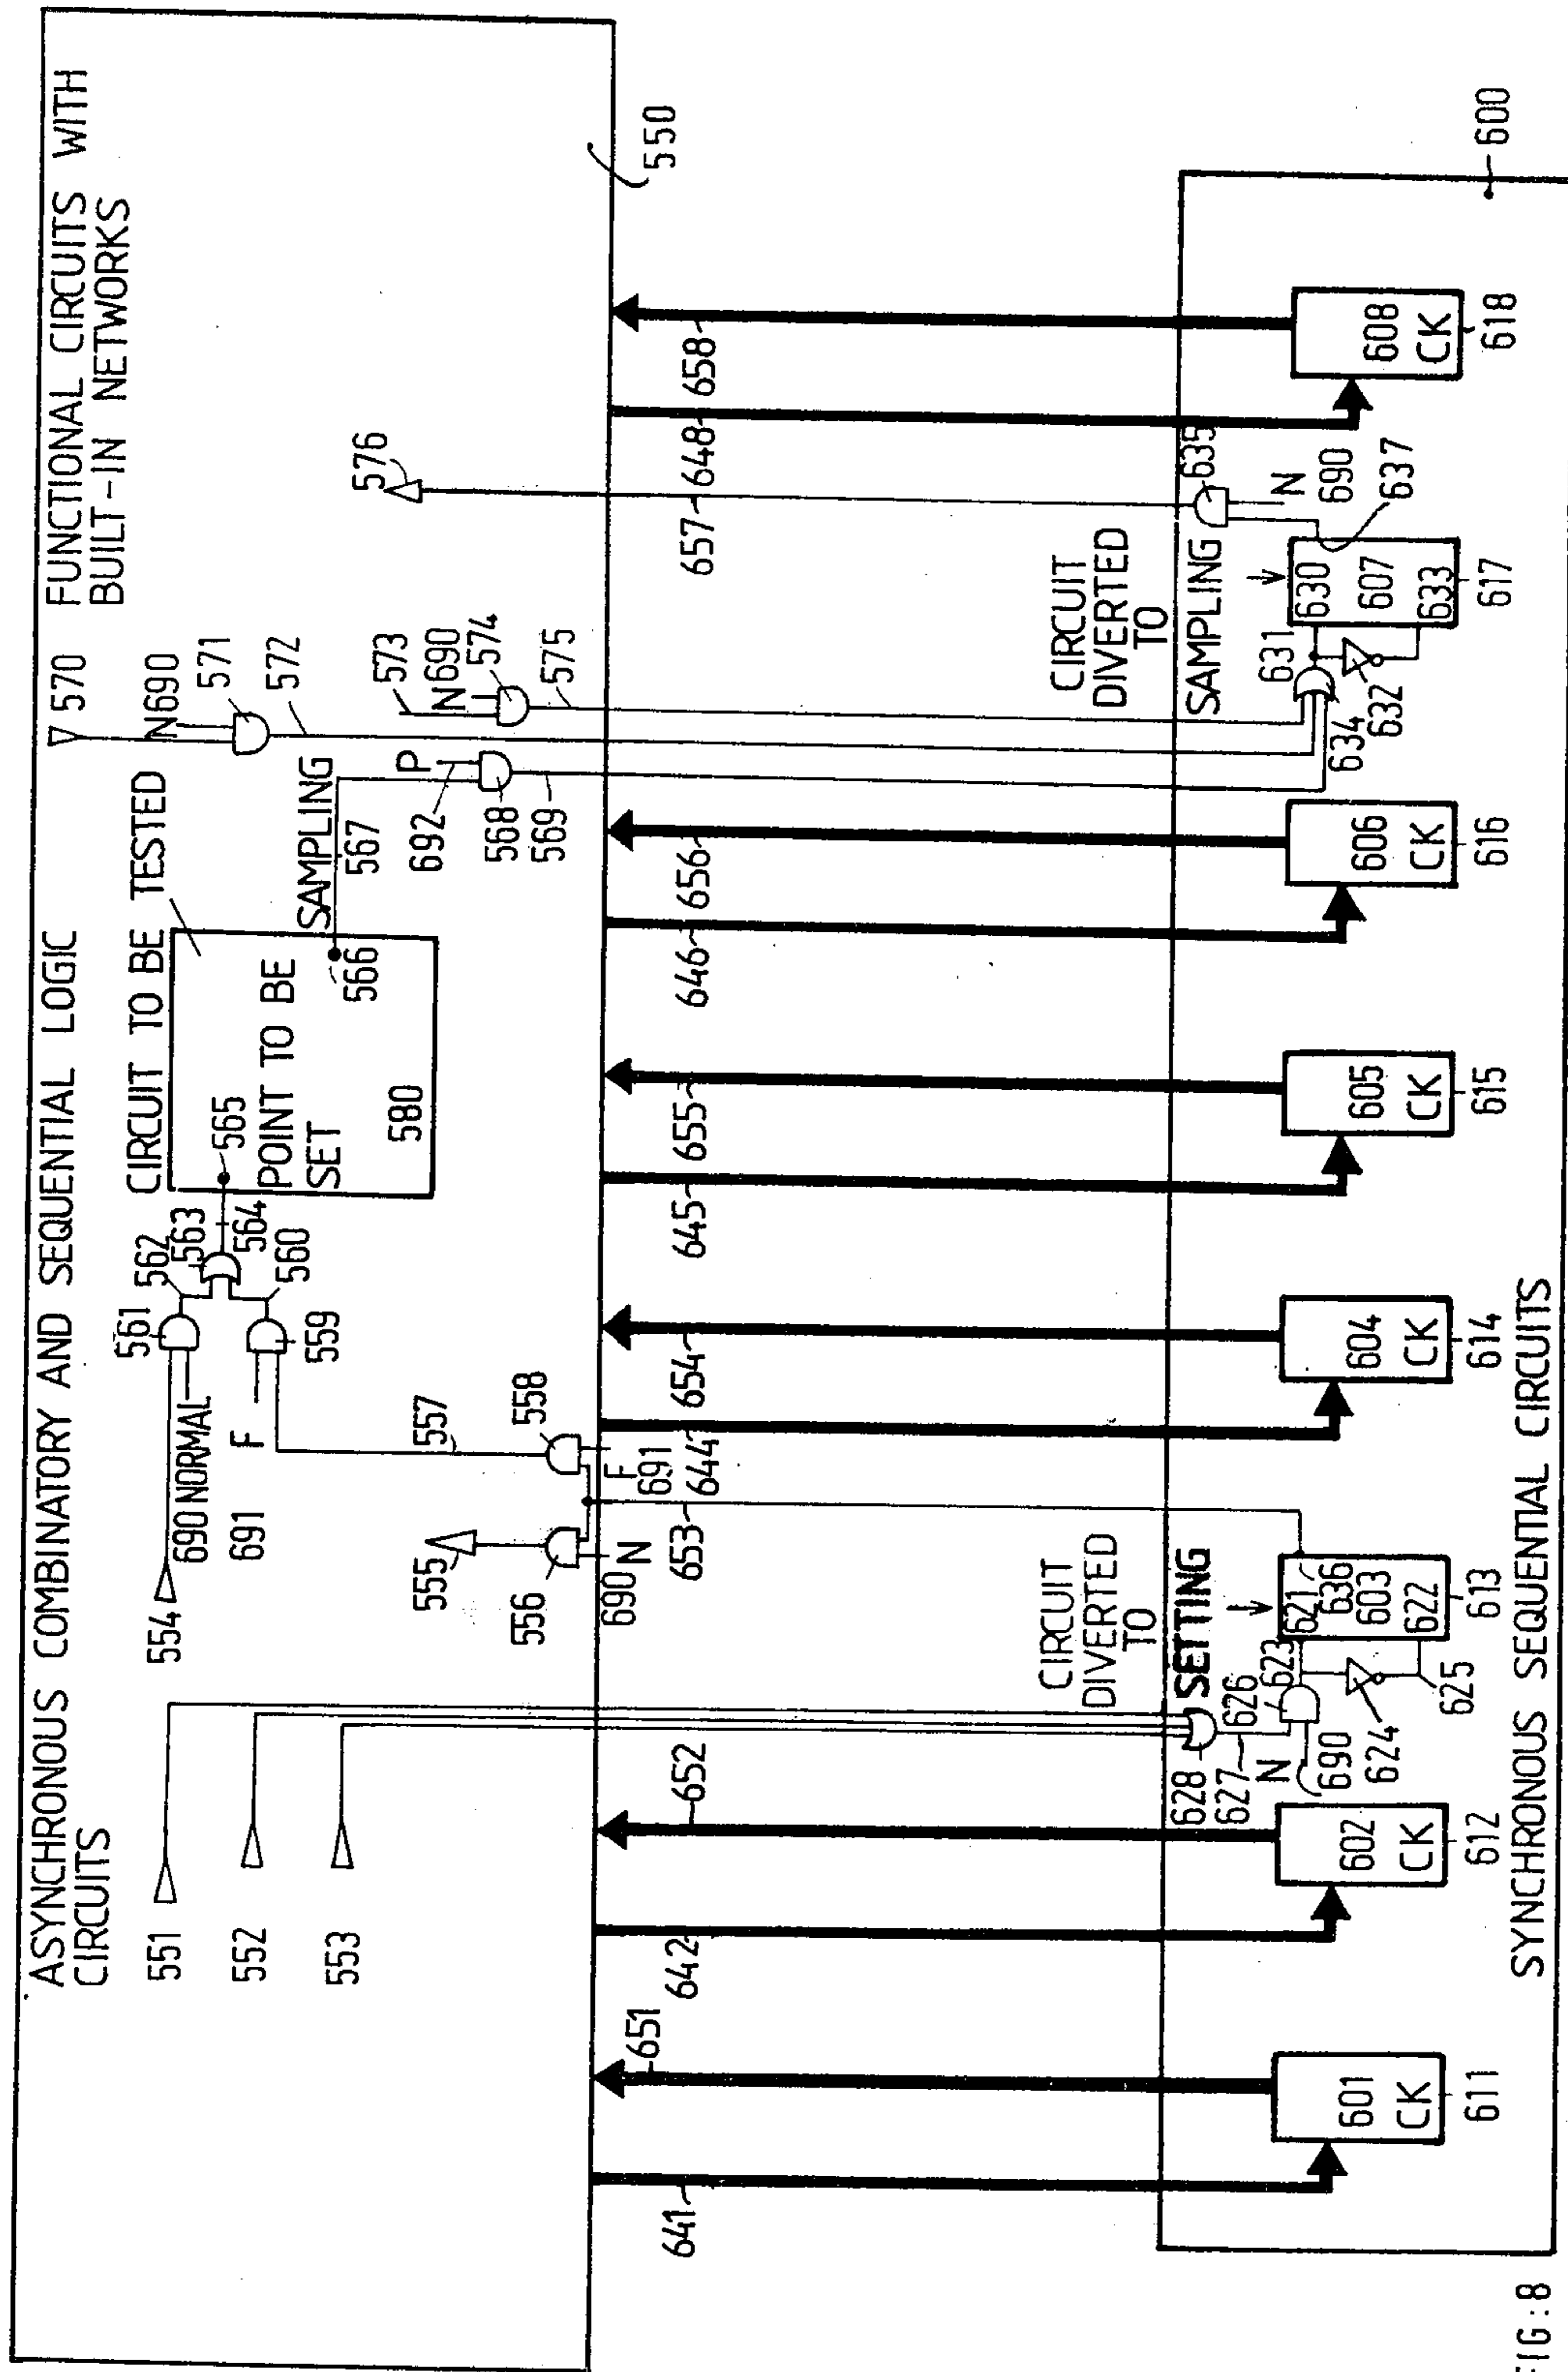 ASYNCHRONOUS COMBINATORY AND SEQUENTIAL LOGIC
CIRCUITS
FUNCTIONAL CIRCUITS WITH
BUILT-IN NETWORKS
551
552
553
554
690 NORMAL
691 F
561
562
563
564
560
559
CIRCUIT TO BE TESTED
565
POINT TO BE
SET
580
566
SAMPLING
567
570
N690
571
572
P
692
568
569
573
N690
574
575
576
555
556
690 N
557
558
F
691
550
641
651
642
652
653
644
654
645
655
646
656
657
648
658
CIRCUIT
DIVERTED
TO
SETTING
CIRCUIT
DIVERTED
TO
SAMPLING
628
627
626
N
690
623
624
625
621
636
603
622
613
631
634
632
630
607
633
617
635
N
690
637
601
CK
611
602
CK
612
604
CK
614
605
CK
615
606
CK
616
608
CK
618
600
SYNCHRONOUS SEQUENTIAL CIRCUITS
FIG:8